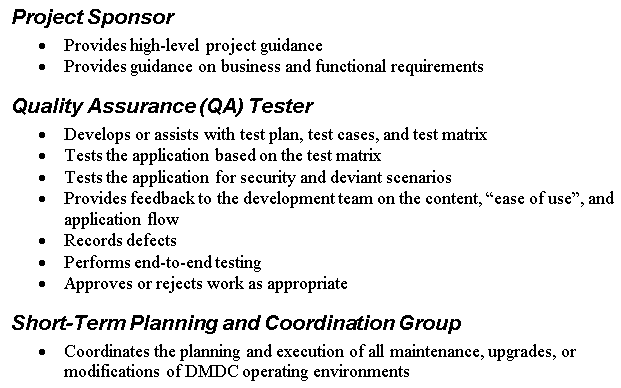 Project Sponsor
• Provides high-level project guidance
• Provides guidance on business and functional requirements
Quality Assurance (QA) Tester
• Develops or assists with test plan, test cases, and test matrix
• Tests the application based on the test matrix
• Tests the application for security and deviant scenarios
• Provides feedback to the development team on the content, “ease of use”, and
application flow
• Records defects
• Performs end-to-end testing
• Approves or rejects work as appropriate
Short-Term Planning and Coordination Group
• Coordinates the planning and execution of all maintenance, upgrades, or
modifications of DMDC operating environments